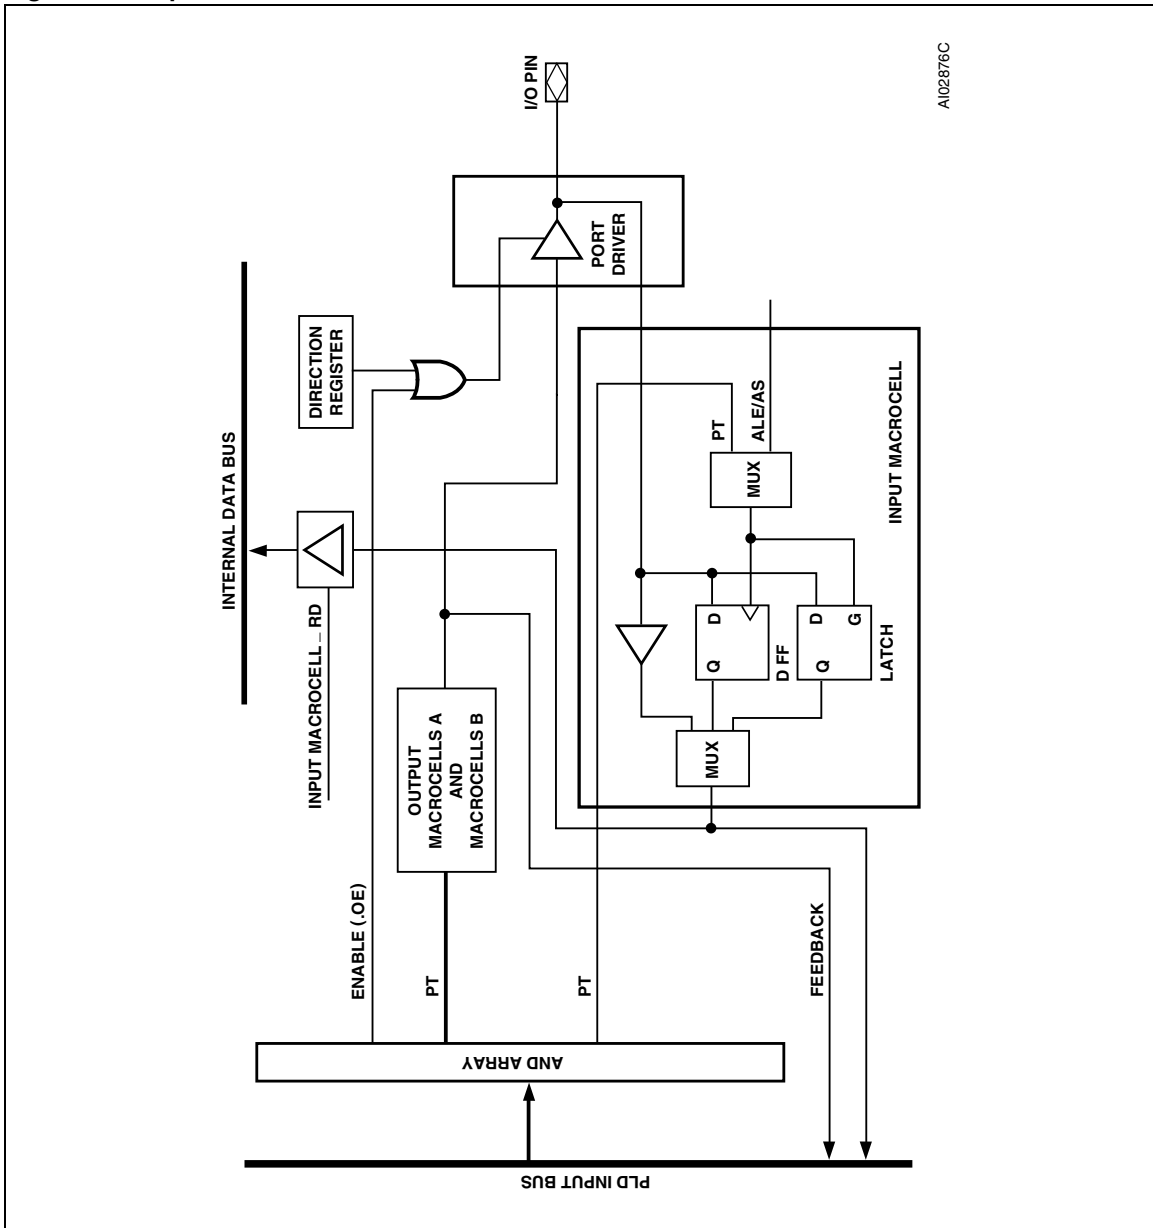 AI02876C
I/O PIN
PORT
DRIVER
INTERNAL DATA BUS
DIRECTION
REGISTER
INPUT MACROCELL _ RD
OUTPUT
MACROCELLS A
AND
MACROCELLS B
ENABLE ( .OE)
PT
PT
FEEDBACK
AND ARRAY
PLD INPUT BUS
INPUT MACROCELL
PT
ALE/AS
MUX
D
Q
D FF
D
G
Q
LATCH
MUX